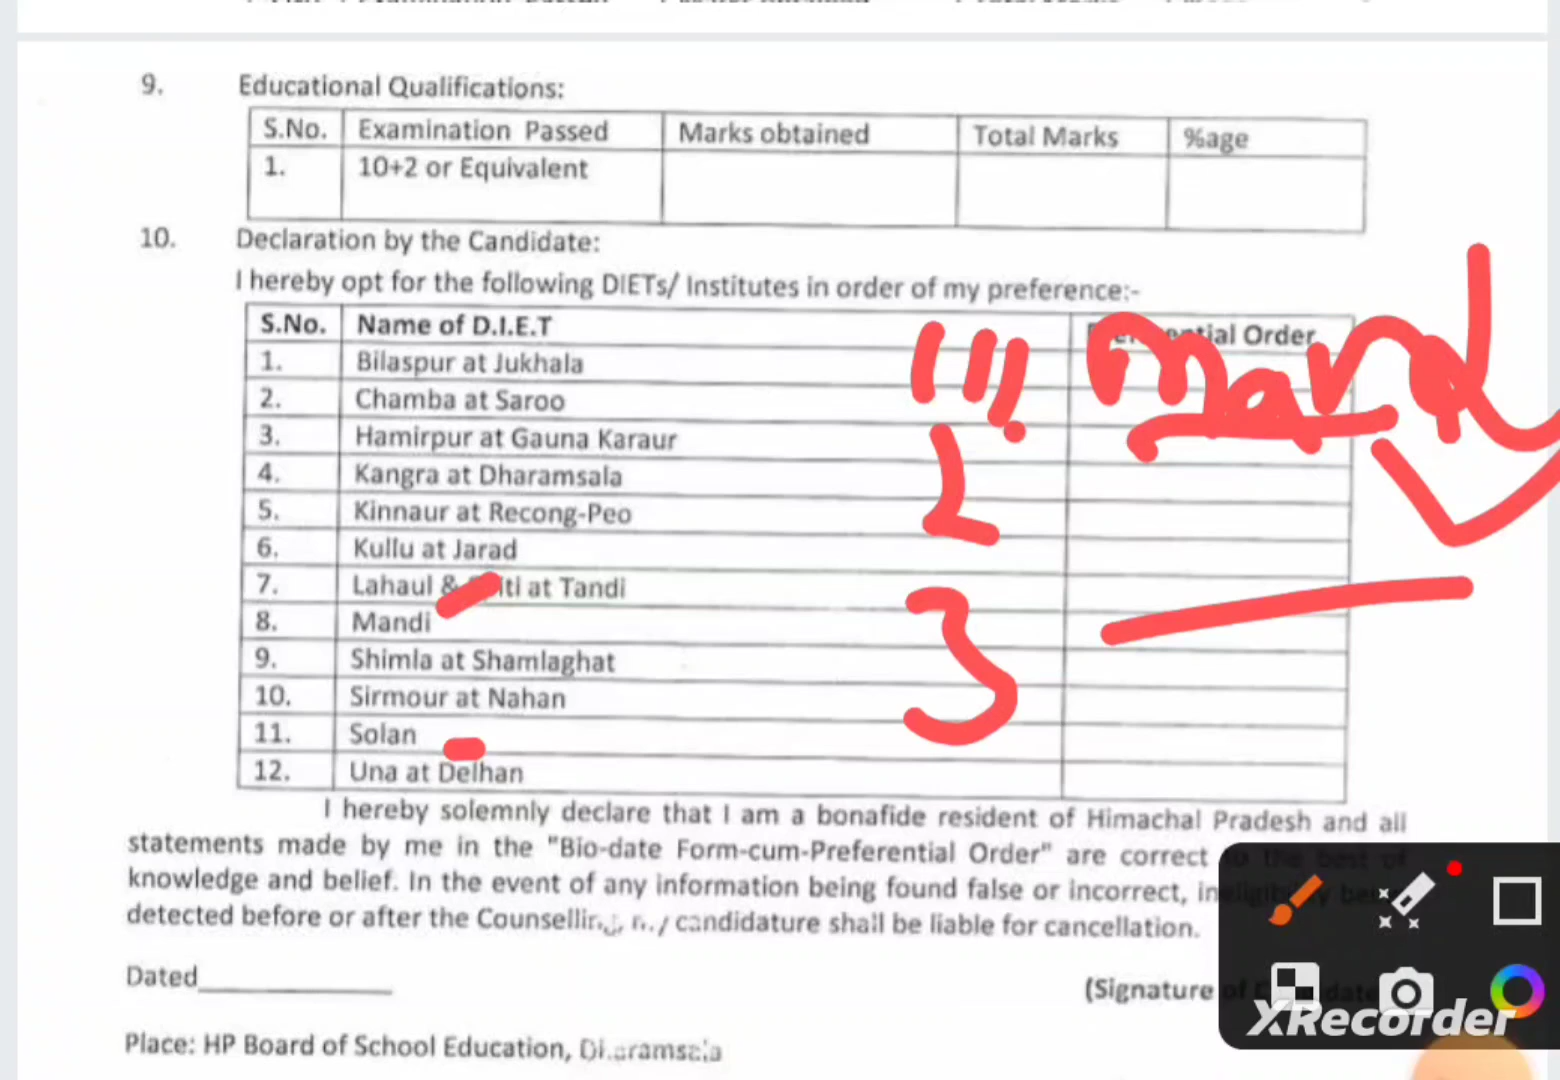 9. Educational Qualifications:
S.No. Examination Passed Marks obtained Total Marks %age
1. 10+2 or Equivalent
10. Declaration by the Candidate:
I hereby opt for the following DIETs/ Institutes in order of my preference:-
S.No. Name of D.I.E.T Order
1. Bilaspur at Jukhala
2. Chamba at Saroo
3. Hamirpur at Gauna Karaur
4. Kangra at Dharamsala
5. Kinnaur at Recong-Peo
6. Kullu at Jarad
7. Lahaul & at Tandi
8. Mandi
9. Shimla at Shamlaghat
10. Sirmour at Nahan
11. Solan
12. Una at Delhan
2
3
I hereby solemnly declare that I am a bonafide resident of Himachal Pradesh and all
statements made by me in the "Bio-date Form-cum-Preferential Order" are correct to the best of
knowledge and belief. In the event of any information being found false or incorrect,
detected before or after the candidature shall be liable for cancellation.
Dated____________
(Signature of
Place: HP Board of School Education,
XRecorder